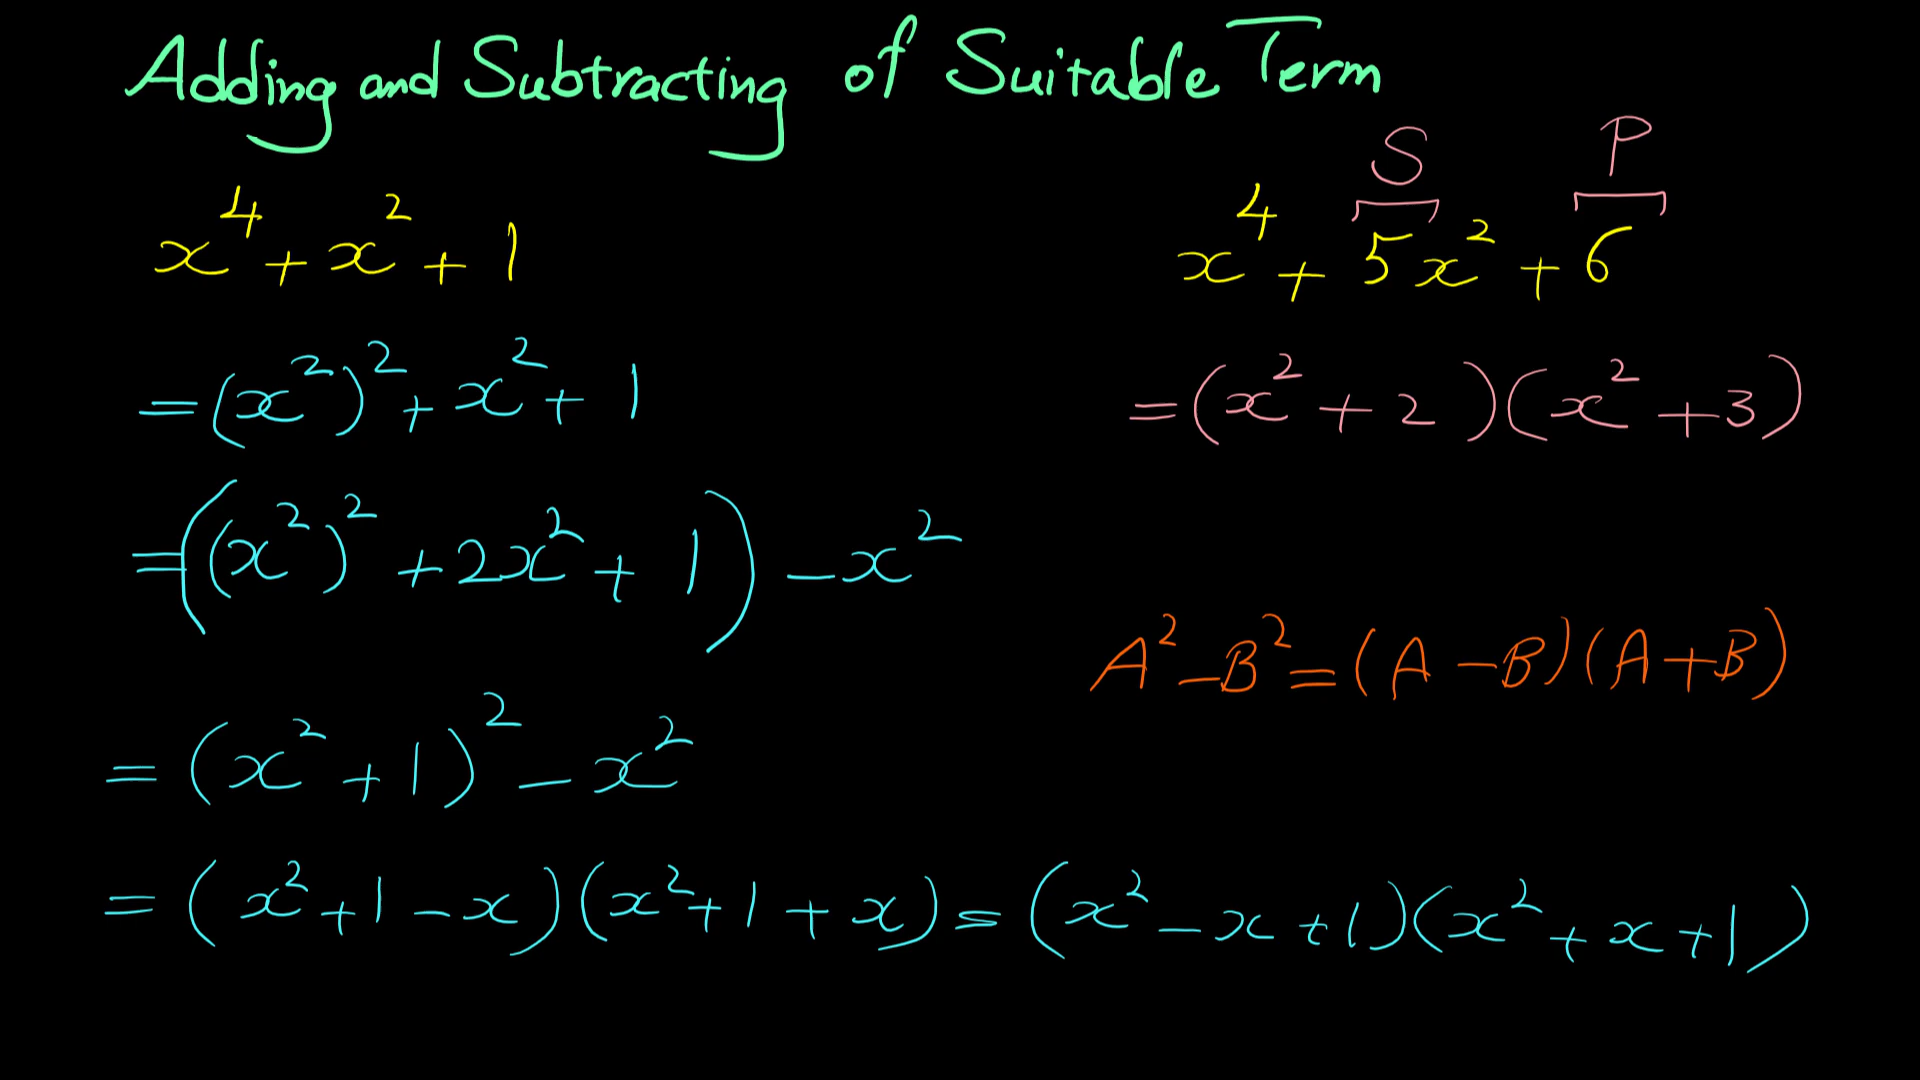 Adding and Subtracting of Suitable Term
x⁴ + x² + 1
= (x²)² + x² + 1
= ((x²)² + 2x² + 1) - x²
= (x² + 1)² - x²
= (x² + 1 - x)(x² + 1 + x) = (x² - x + 1)(x² + x + 1)
S P
x⁴ + 5x² + 6
= (x² + 2)(x² + 3)
A² - B² = (A - B)(A + B)